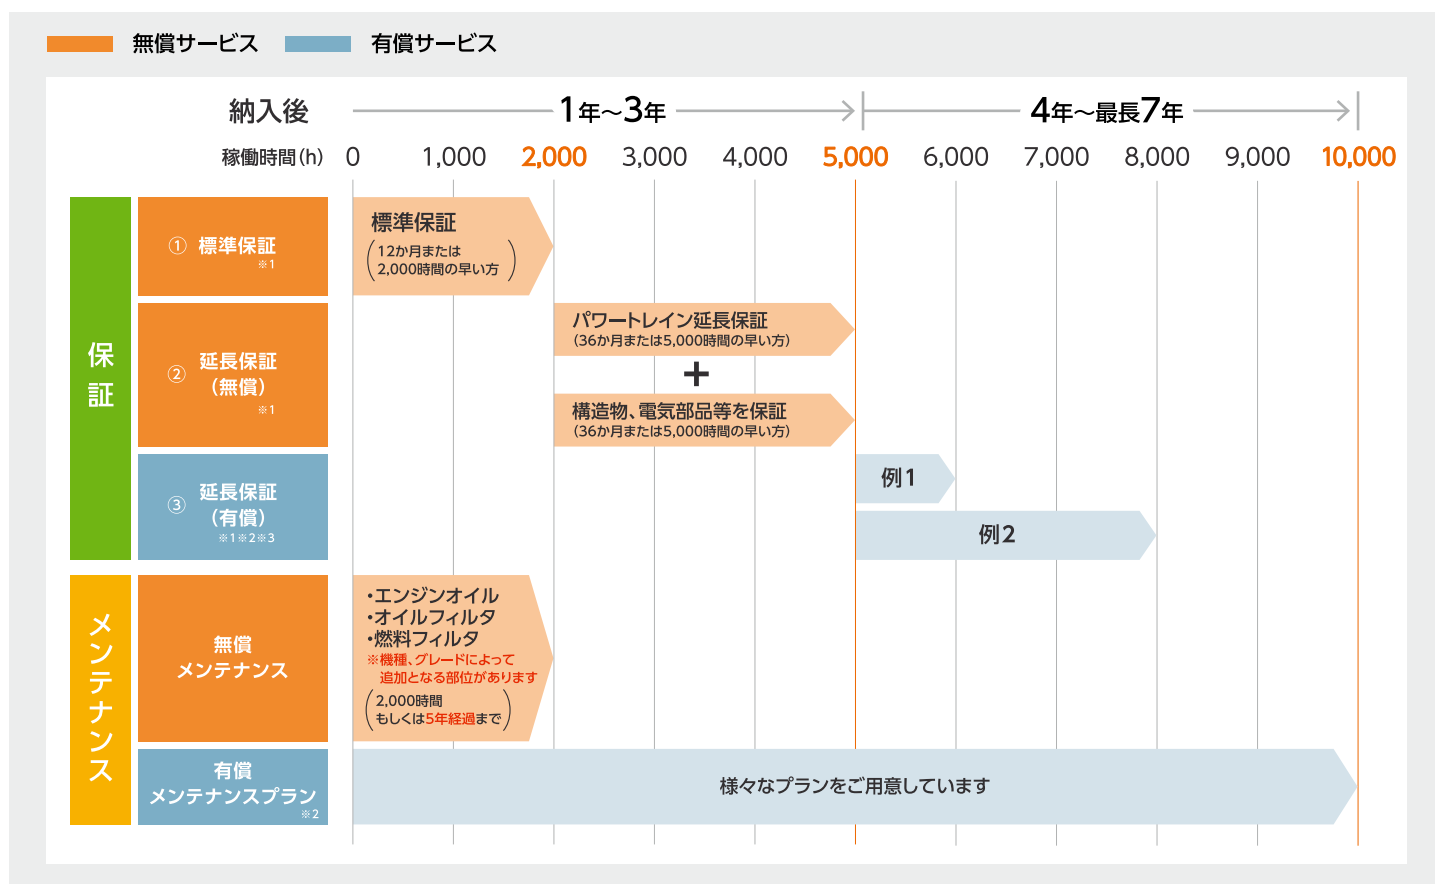 無償サービス 有償サービス
納入後 1年～3年 4年～最長7年
稼働時間(h) 0 1,000 2,000 3,000 4,000 5,000 6,000 7,000 8,000 9,000 10,000
保証
① 標準保証
※1
標準保証
(12か月または
2,000時間の早い方)
② 延長保証
(無償)
※1
パワートレイン延長保証
(36か月または5,000時間の早い方)
+
構造物、電気部品等を保証
(36か月または5,000時間の早い方)
③ 延長保証
(有償)
※1※2※3
例1
例2
メンテナンス
無償
メンテナンス
・エンジンオイル
・オイルフィルタ
・燃料フィルタ
※機種、グレードによって
追加となる部位があります
(2,000時間
もしくは5年経過まで)
有償
メンテナンスプラン
※2
様々なプランをご用意しています